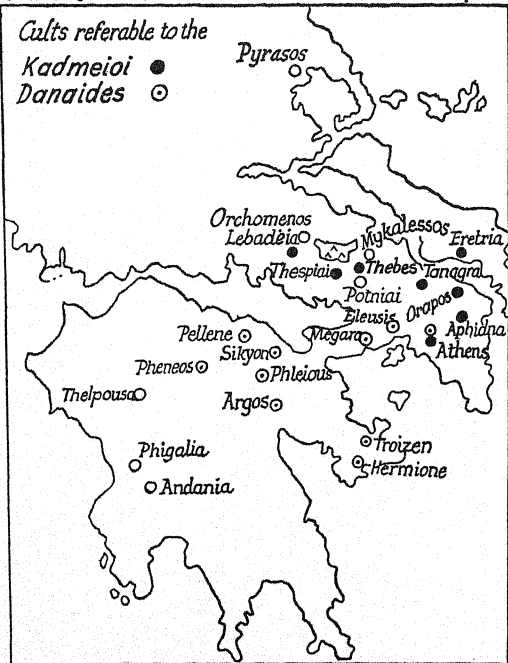 Cults referable to the
Kadmeioi
Danaides
Pyrasos
Orchomenos
Lebadeia
Mykalessos
Eretria
Thespiai
Thebes
Tanagra
Potniai
Oropos
Eleusis
Aphidna
Megara
Athens
Pellene
Sikyon
Pheneos
Phleious
Thelpousa
Argos
Troizen
Hermione
Phigalia
Andania